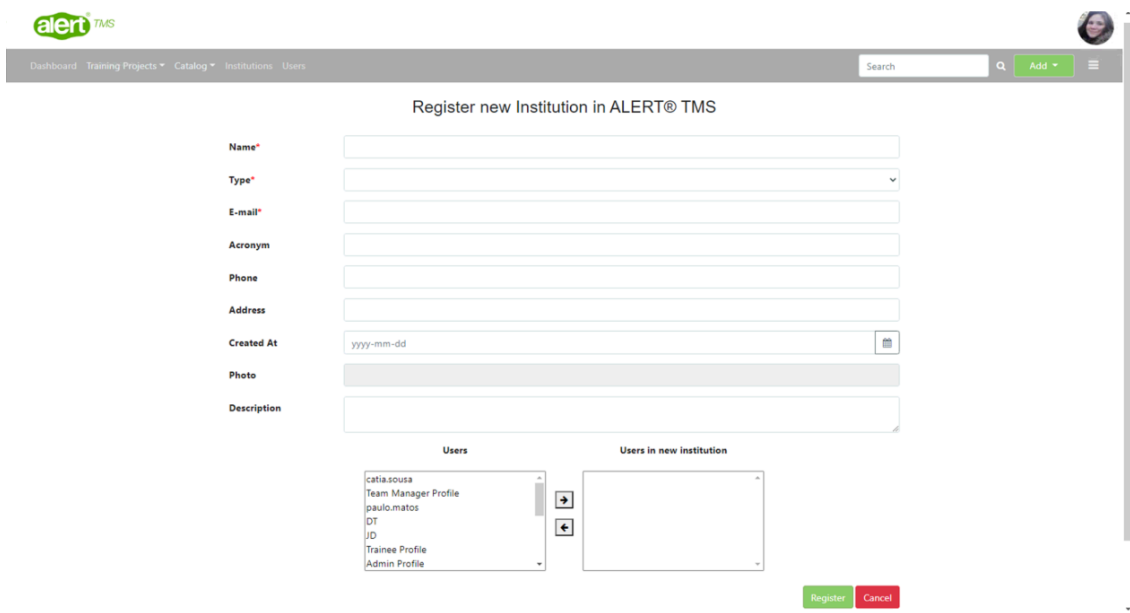 alert® TMS
Dashboard Training Projects Catalog Institutions Users Search Add
Register new Institution in ALERT® TMS
Name*
Type*
E-mail*
Acronym
Phone
Address
Created At yyyy-mm-dd
Photo
Description
Users Users in new institution
catia.sousa
Team Manager Profile
paulo.matos
DT
JD
Trainee Profile
Admin Profile
Register Cancel